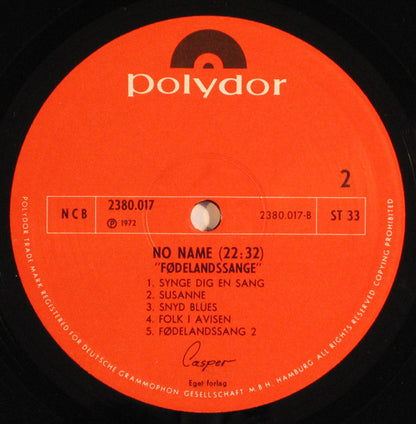 polydor
2
NCB
2380.017
℗ 1972
2380.017-B
ST 33
NO NAME (22:32)
"FØDELANDSSANGE"
1. SYNGE DIG EN SANG
2. SUSANNE
3. SNYD BLUES
4. FOLK I AVISEN
5. FØDELANDSSANG 2
Casper
Eget forlag
POLYDOR TRADE MARK REGISTERED FOR DEUTSCHE GRAMMOPHON GESELLSCHAFT M.B.H. HAMBURG ALL RIGHTS RESERVED COPYING PROHIBITED